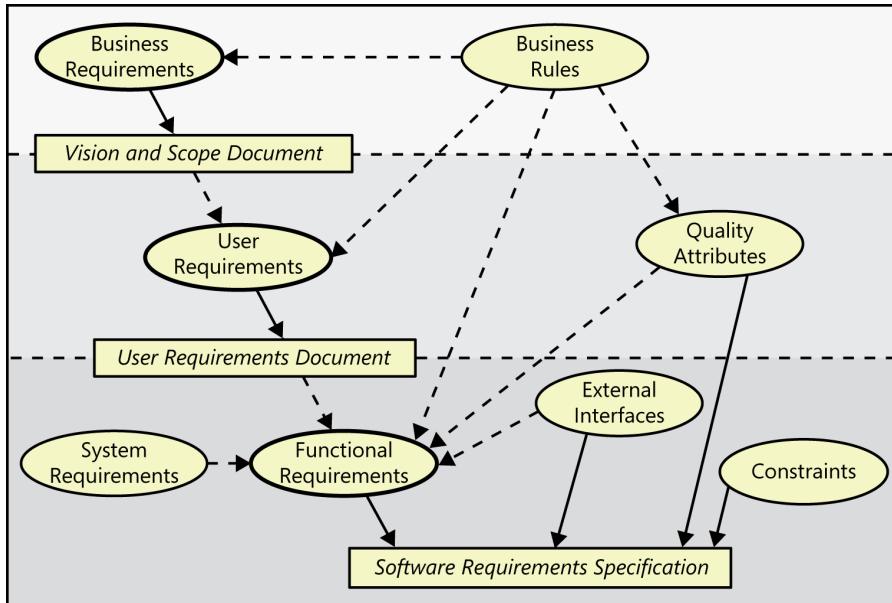 Business
Requirements
Business
Rules
Vision and Scope Document
User
Requirements
Quality
Attributes
User Requirements Document
External
Interfaces
System
Requirements
Functional
Requirements
Constraints
Software Requirements Specification